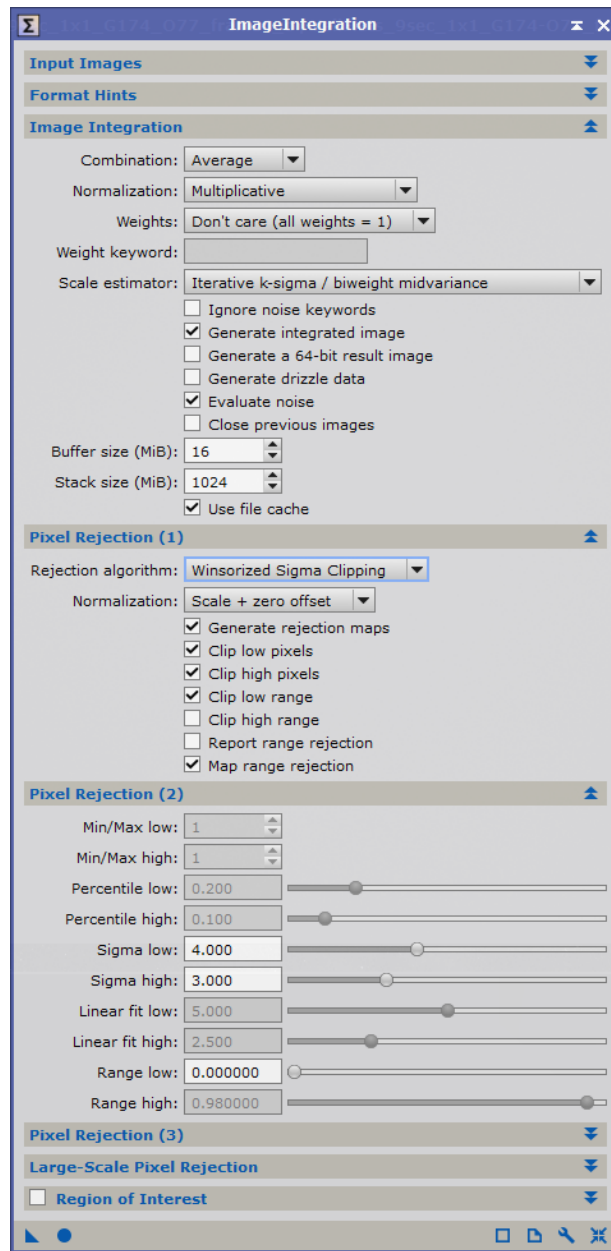 ImageIntegration
Input Images
Format Hints
Image Integration
Combination: Average
Normalization: Multiplicative
Weights: Don't care (all weights = 1)
Weight keyword:
Scale estimator: Iterative k-sigma / biweight midvariance
Ignore noise keywords
Generate integrated image
Generate a 64-bit result image
Generate drizzle data
Evaluate noise
Close previous images
Buffer size (MiB): 16
Stack size (MiB): 1024
Use file cache
Pixel Rejection (1)
Rejection algorithm: Winsorized Sigma Clipping
Normalization: Scale + zero offset
Generate rejection maps
Clip low pixels
Clip high pixels
Clip low range
Clip high range
Report range rejection
Map range rejection
Pixel Rejection (2)
Min/Max low: 1
Min/Max high: 1
Percentile low: 0.200
Percentile high: 0.100
Sigma low: 4.000
Sigma high: 3.000
Linear fit low: 5.000
Linear fit high: 2.500
Range low: 0.000000
Range high: 0.980000
Pixel Rejection (3)
Large-Scale Pixel Rejection
Region of Interest